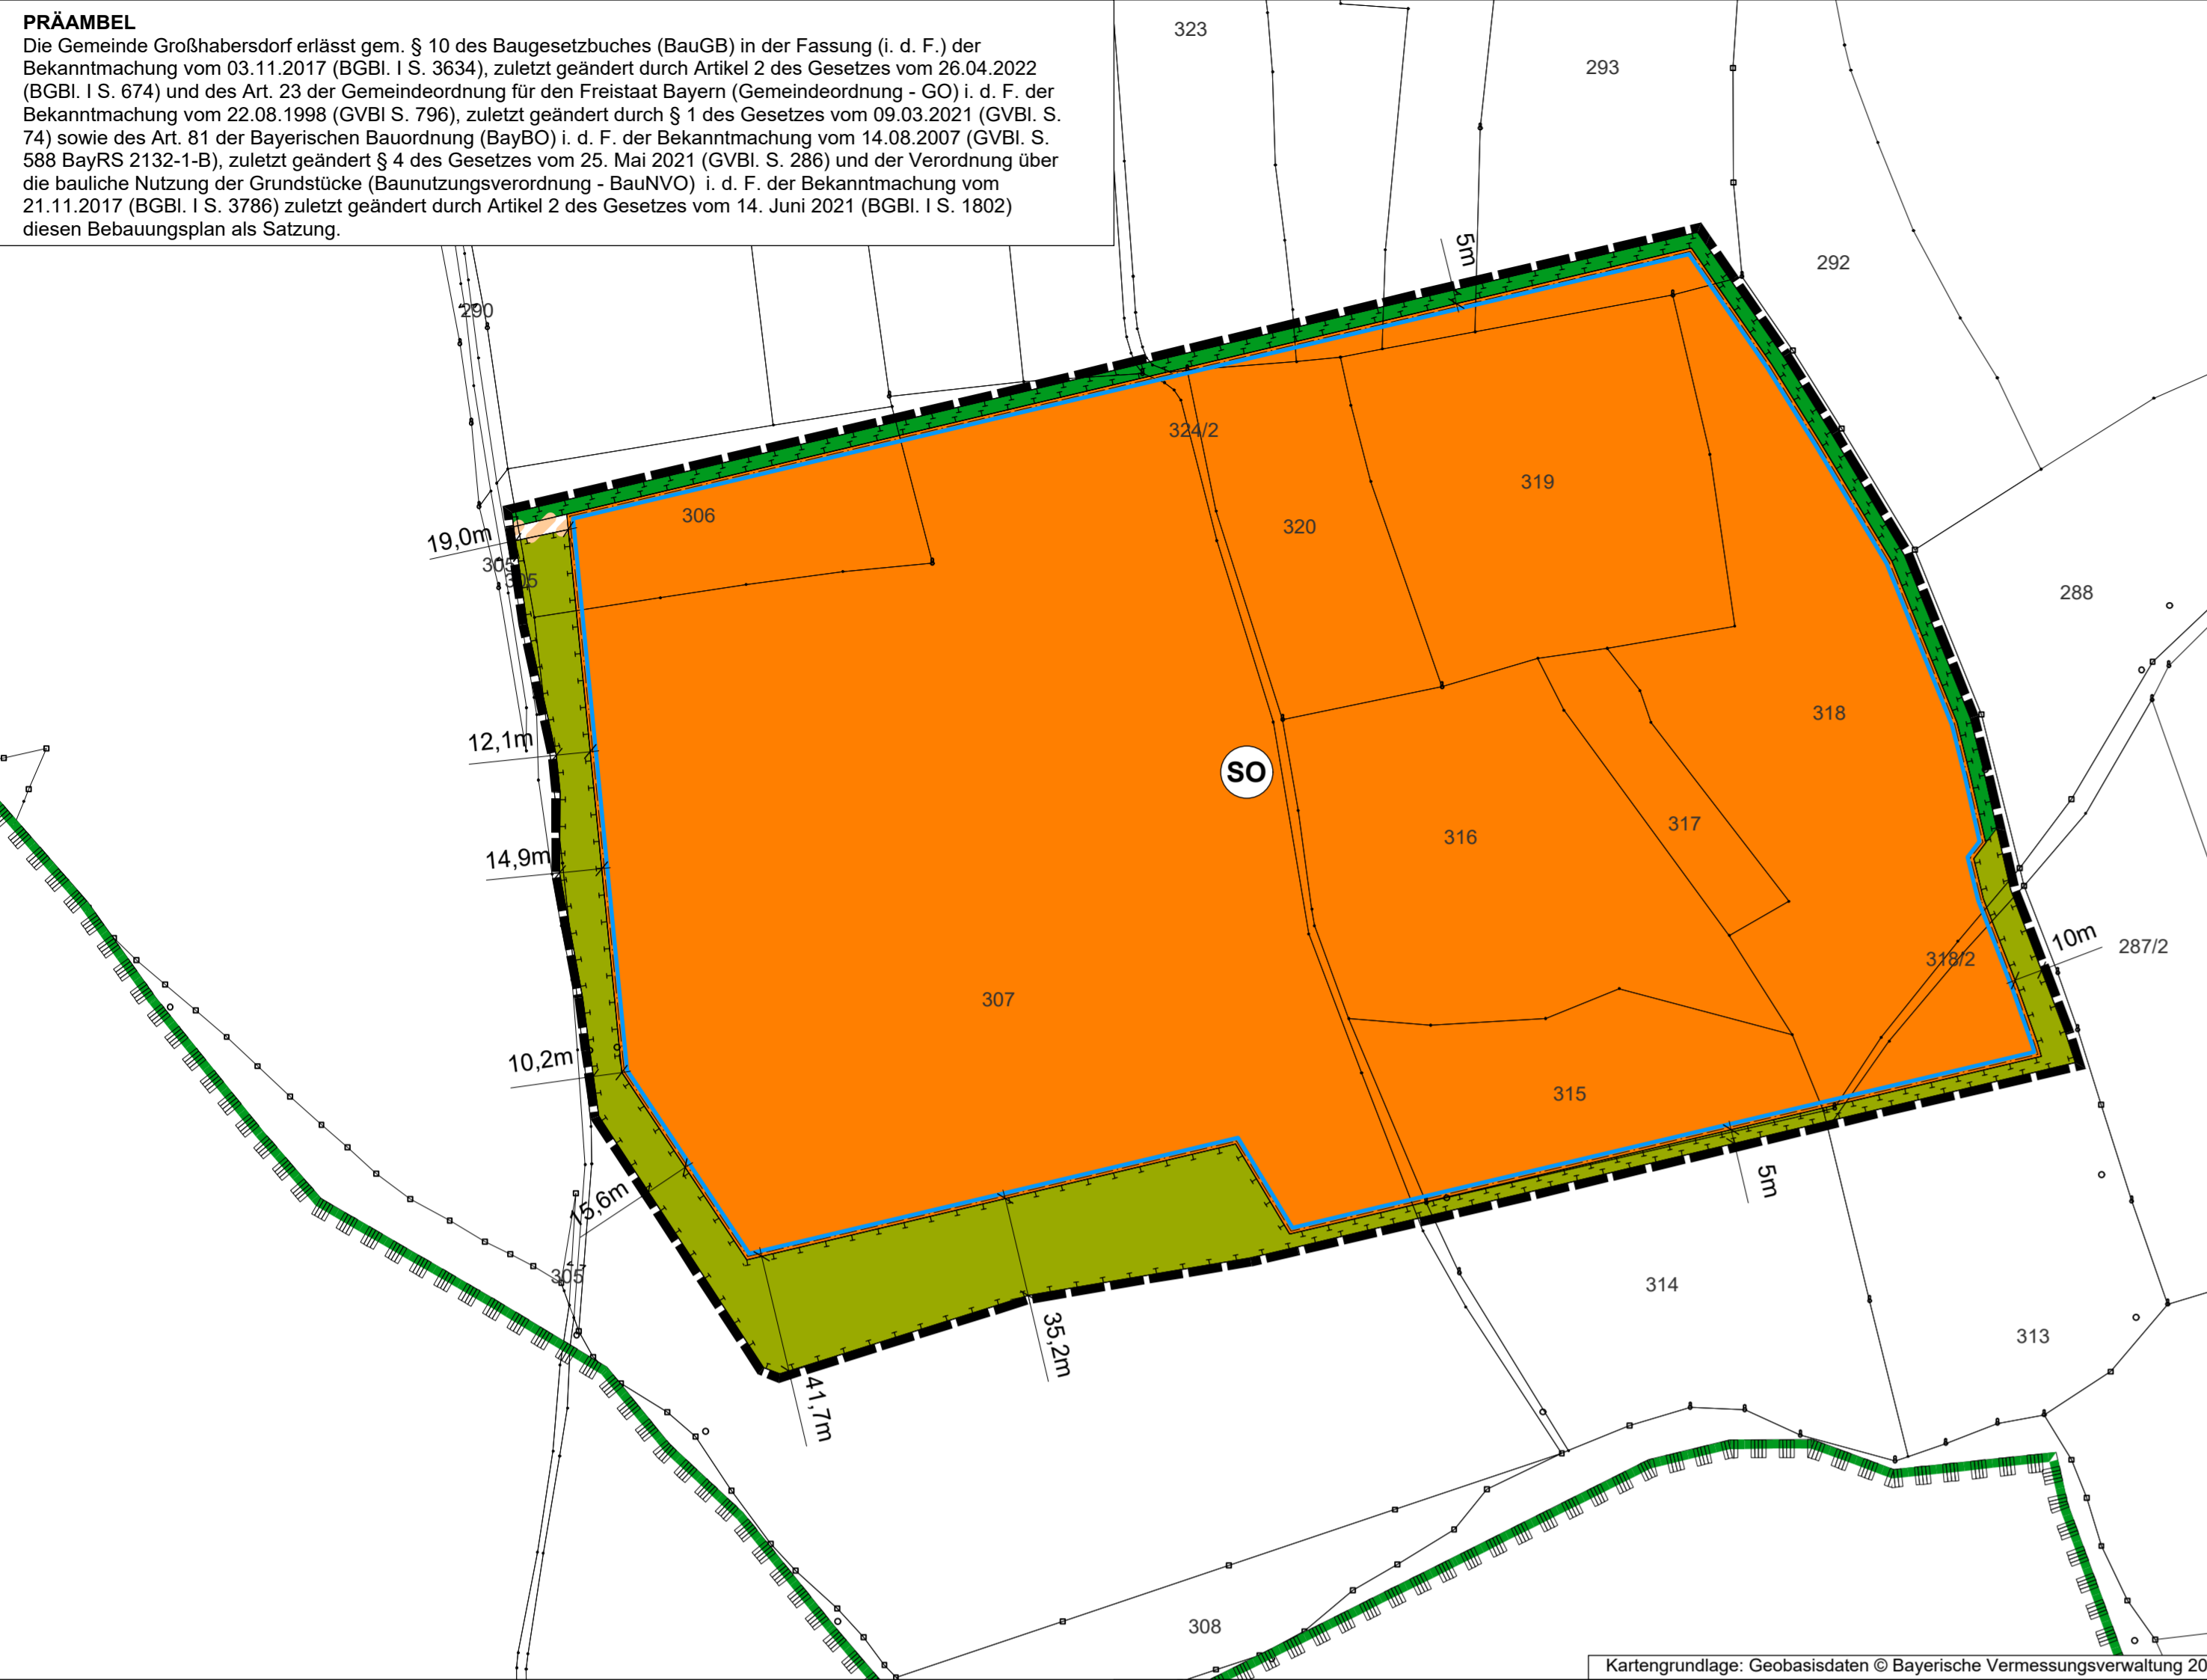 PRÄAMBEL
Die Gemeinde Großhabersdorf erlässt gem. § 10 des Baugesetzbuches (BauGB) in der Fassung (i. d. F.) der
Bekanntmachung vom 03.11.2017 (BGBl. I S. 3634), zuletzt geändert durch Artikel 2 des Gesetzes vom 26.04.2022
(BGBl. I S. 674) und des Art. 23 der Gemeindeordnung für den Freistaat Bayern (Gemeindeordnung - GO) i. d. F. der
Bekanntmachung vom 22.08.1998 (GVBl S. 796), zuletzt geändert durch § 1 des Gesetzes vom 09.03.2021 (GVBl. S.
74) sowie des Art. 81 der Bayerischen Bauordnung (BayBO) i. d. F. der Bekanntmachung vom 14.08.2007 (GVBl. S.
588 BayRS 2132-1-B), zuletzt geändert § 4 des Gesetzes vom 25. Mai 2021 (GVBl. S. 286) und der Verordnung über
die bauliche Nutzung der Grundstücke (Baunutzungsverordnung - BauNVO) i. d. F. der Bekanntmachung vom
21.11.2017 (BGBl. I S. 3786) zuletzt geändert durch Artikel 2 des Gesetzes vom 14. Juni 2021 (BGBl. I S. 1802)
diesen Bebauungsplan als Satzung.
323
293
5m
292
290
324/2
319
306
320
19,0m
305
305
288
318
12,1m
SO
317
316
14,9m
10m
287/2
318/2
307
10,2m
315
5m
15,6m
305
314
35,2m
313
41,7m
308
Kartengrundlage: Geobasisdaten © Bayerische Vermessungsverwaltung 20